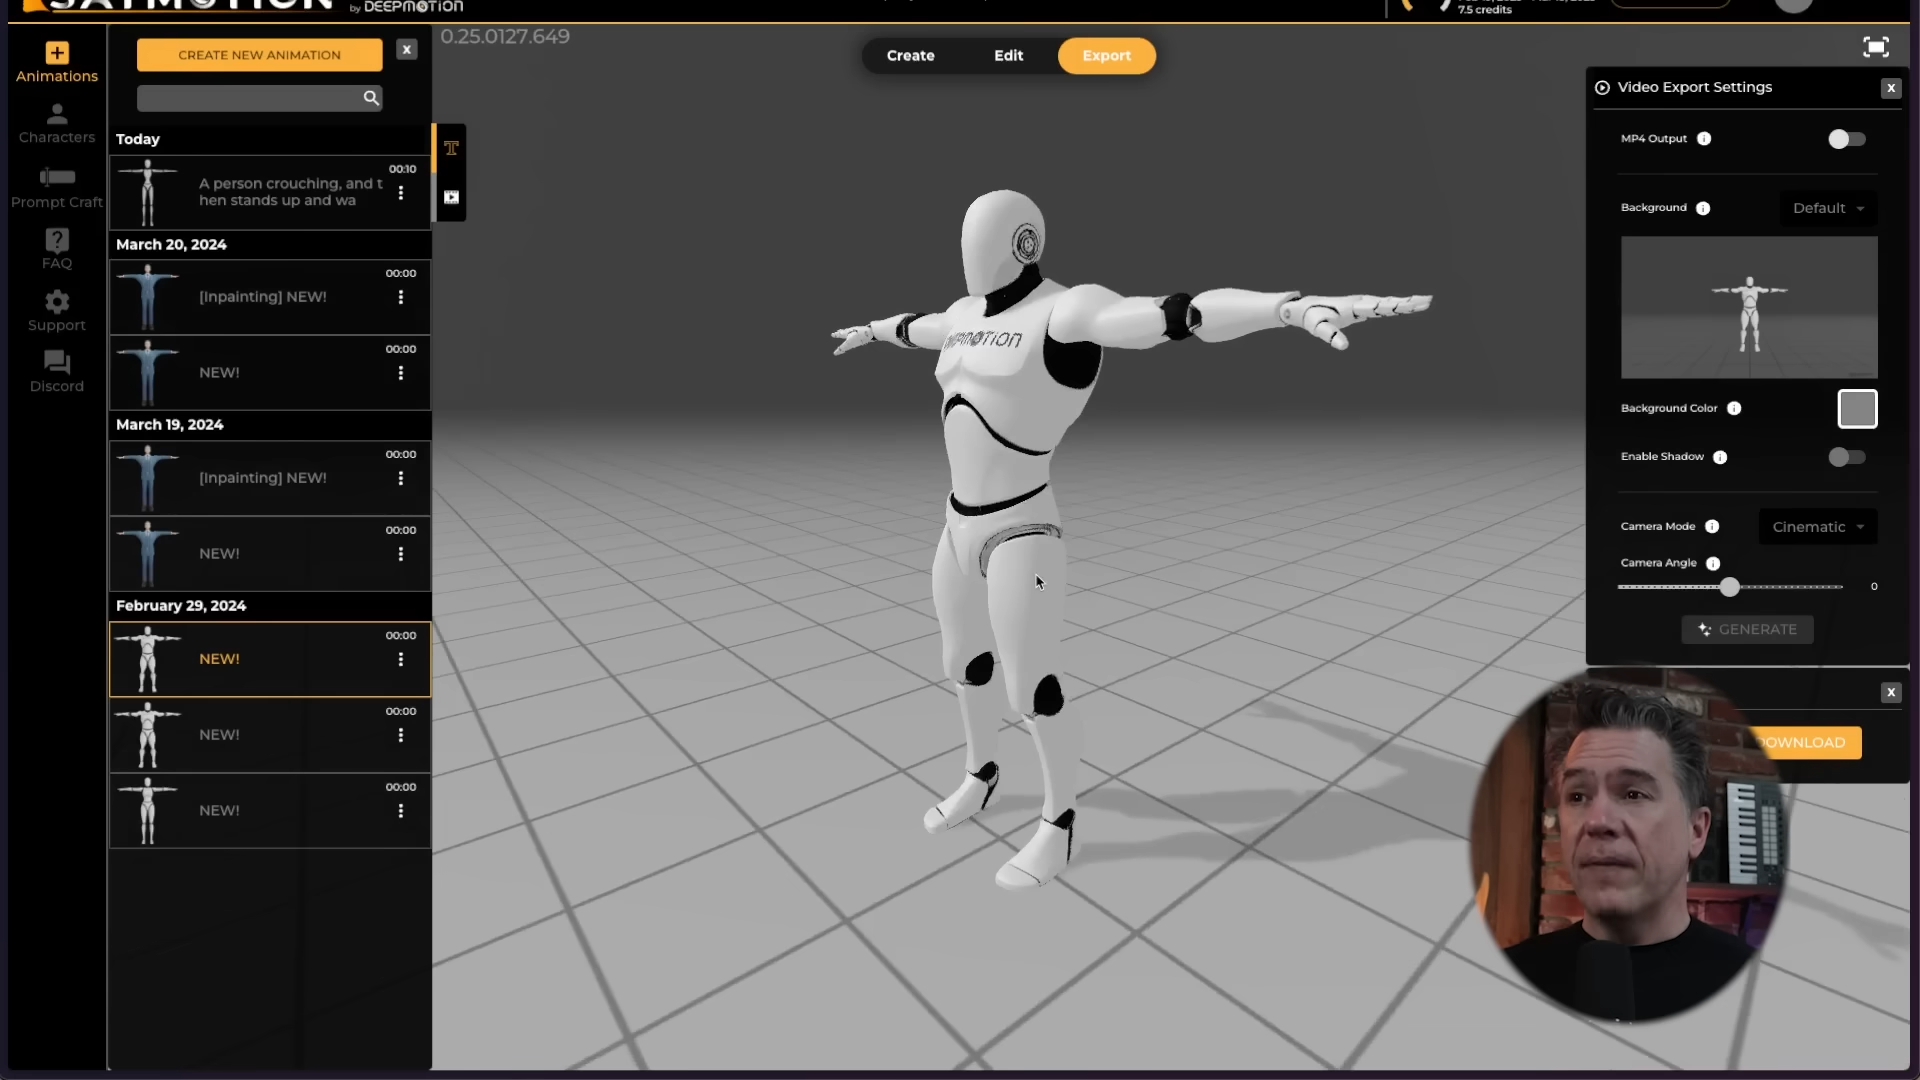 by DEEPMOTION
7.5 credits
0.25.0127.649
Create
Edit
Export
Animations
Characters
Prompt Craft
FAQ
Support
Discord
CREATE NEW ANIMATION
x
Today
00:10
A person crouching, and t
hen stands up and wa
March 20, 2024
00:00
[Inpainting] NEW!
00:00
NEW!
March 19, 2024
00:00
[Inpainting] NEW!
00:00
NEW!
February 29, 2024
00:00
NEW!
00:00
NEW!
00:00
NEW!
T
Video Export Settings
x
MP4 Output
Background
Default
Background Color
Enable Shadow
Camera Mode
Cinematic
Camera Angle
0
GENERATE
x
DOWNLOAD